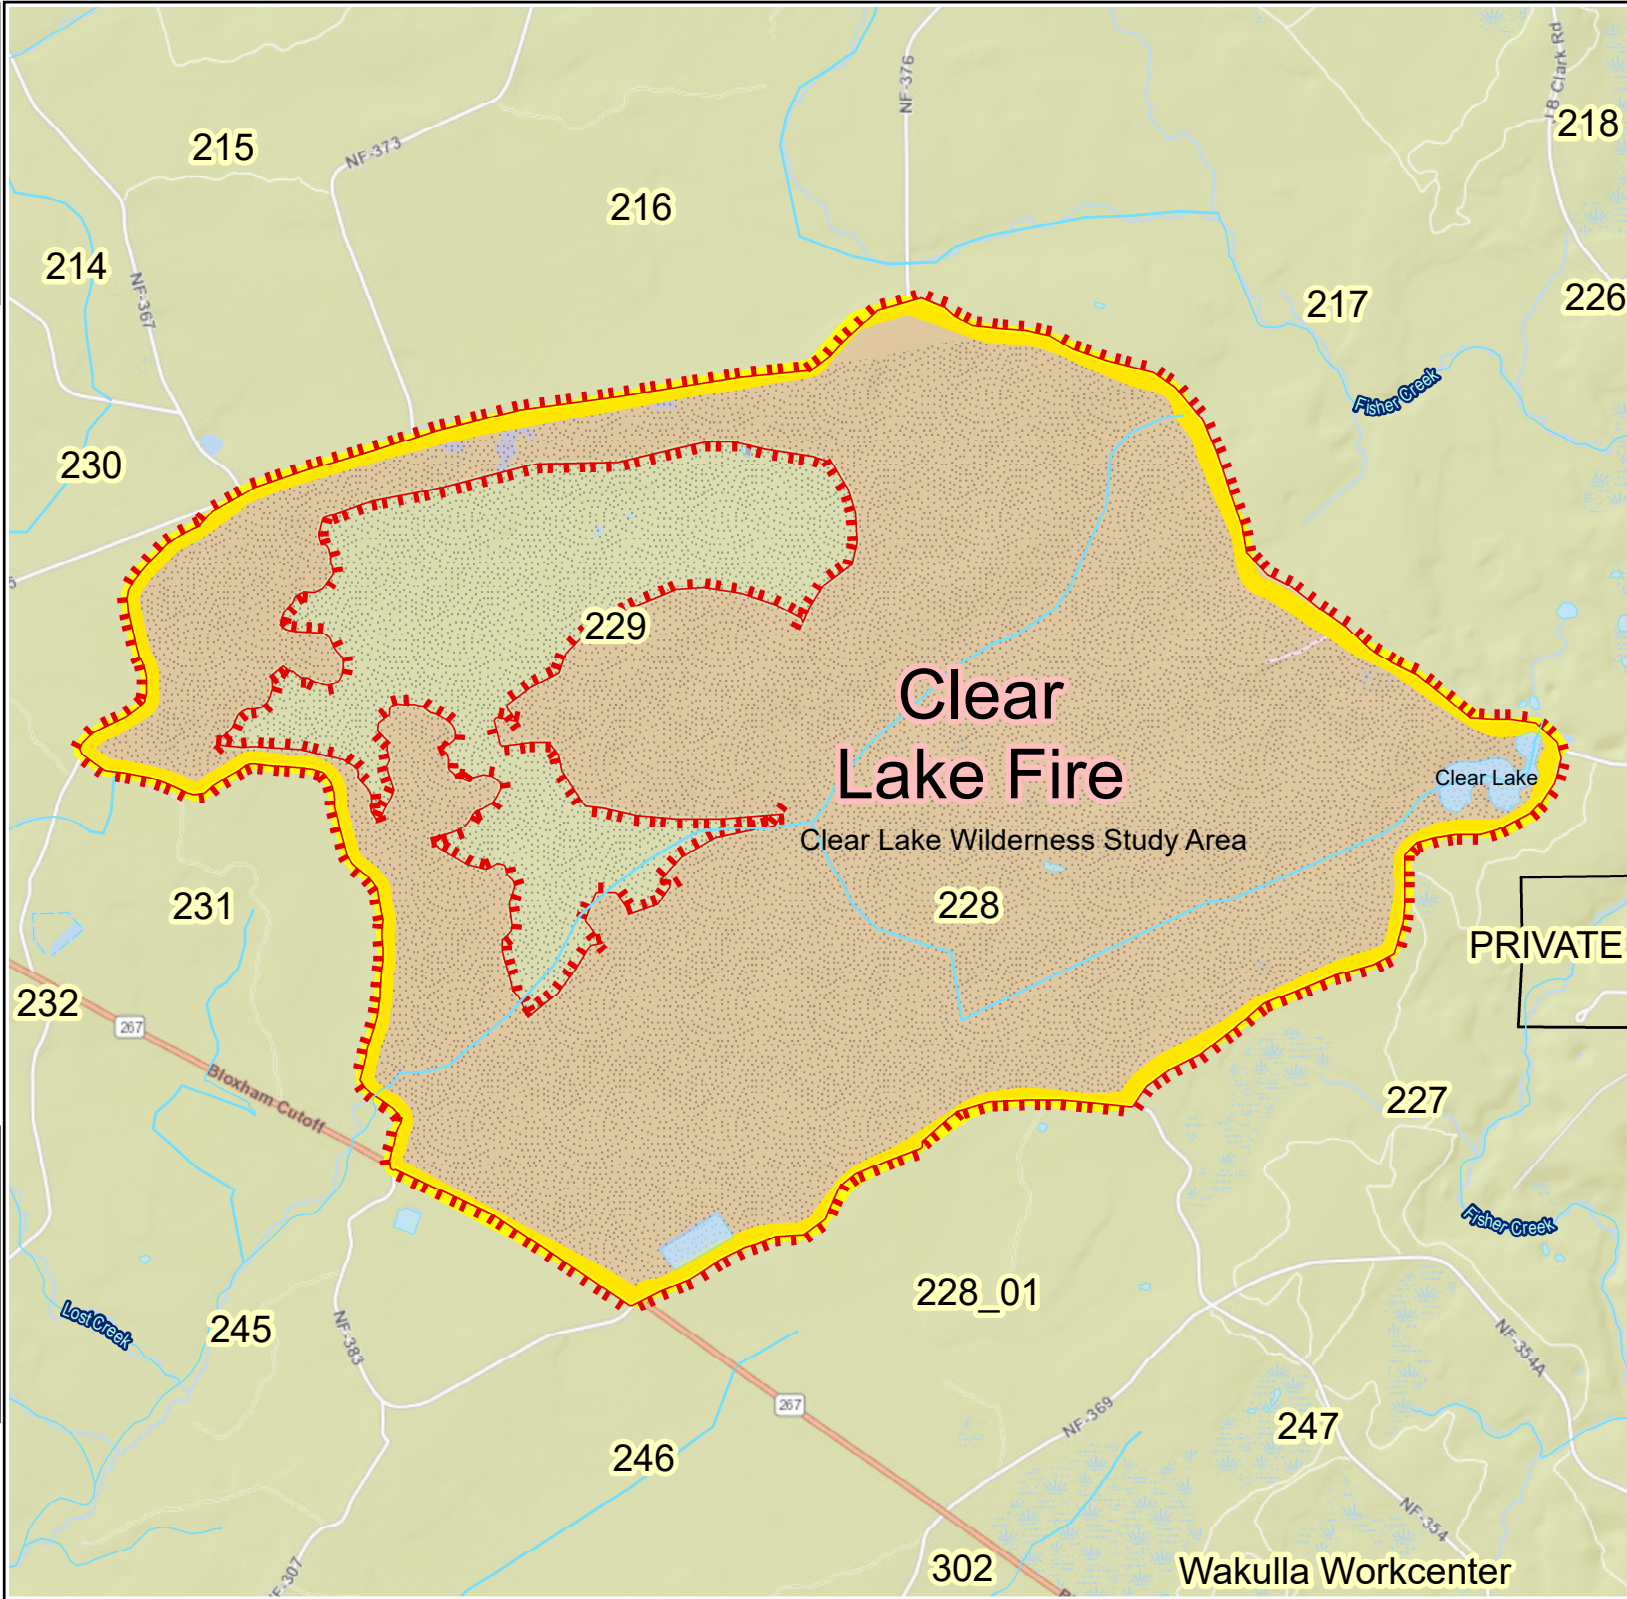 NF-376
J B Clark Rd
218
215
NF-373
216
214
NF-367
217
226
Fisher Creek
230
229
Clear
Lake Fire
Clear Lake
Clear Lake Wilderness Study Area
231
228
PRIVATE
232
267
Bloxham Cutoff
227
Fisher Creek
228_01
Lost Creek
245
NF-383
NF-354A
267
NF-369
247
246
NF-354
302
Wakulla Workcenter